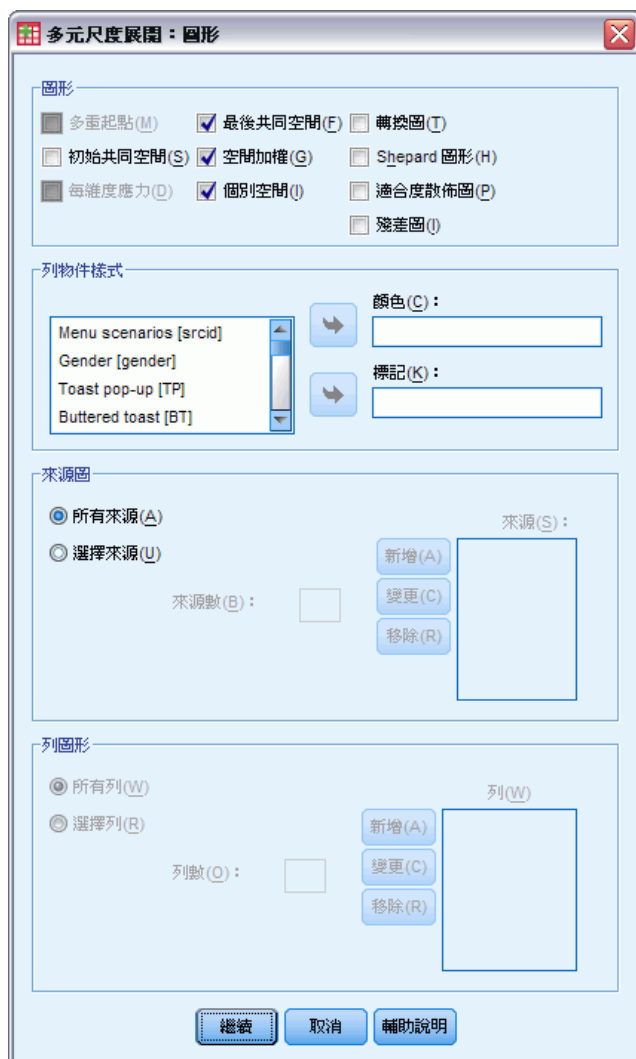 多元尺度展開：圖形
圖形
多重起點(M)
最後共同空間(F)
轉換圖(T)
初始共同空間(S)
空間加權(G)
Shepard 圖形(H)
每維度應力(D)
個別空間(I)
適合度散佈圖(P)
殘差圖(I)
列物件樣式
Menu scenarios [srcid]
Gender [gender]
Toast pop-up [TP]
Buttered toast [BT]
顏色(C)：
標記(K)：
來源圖
所有來源(A)
選擇來源(U)
來源數(B)：
來源(S)：
新增(A)
變更(C)
移除(R)
列圖形
所有列(W)
選擇列(R)
列數(O)：
列(W)
新增(A)
變更(C)
移除(R)
繼續
取消
輔助說明